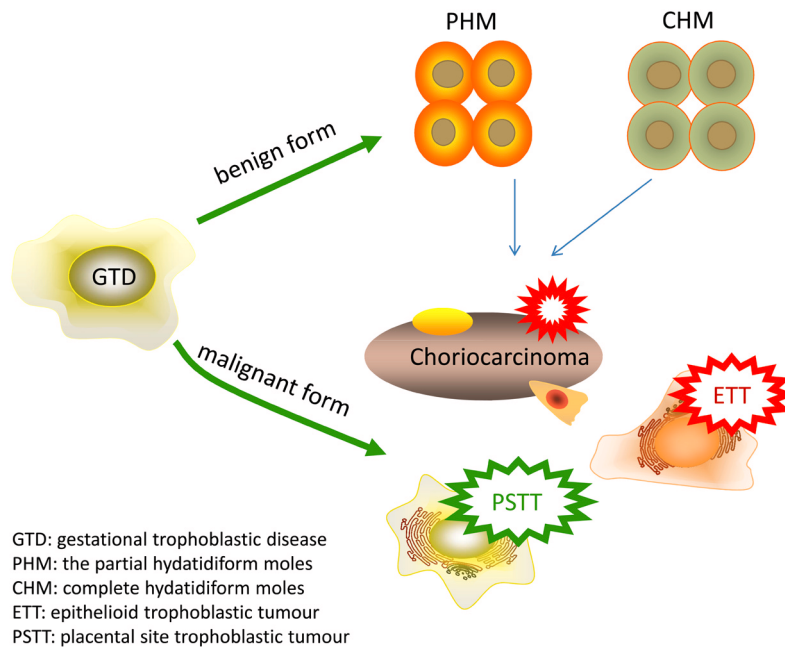 PHM
CHM
benign form
GTD
malignant form
Choriocarcinoma
ETT
PSTT
GTD: gestational trophoblastic disease
PHM: the partial hydatidiform moles
CHM: complete hydatidiform moles
ETT: epithelioid trophoblastic tumour
PSTT: placental site trophoblastic tumour